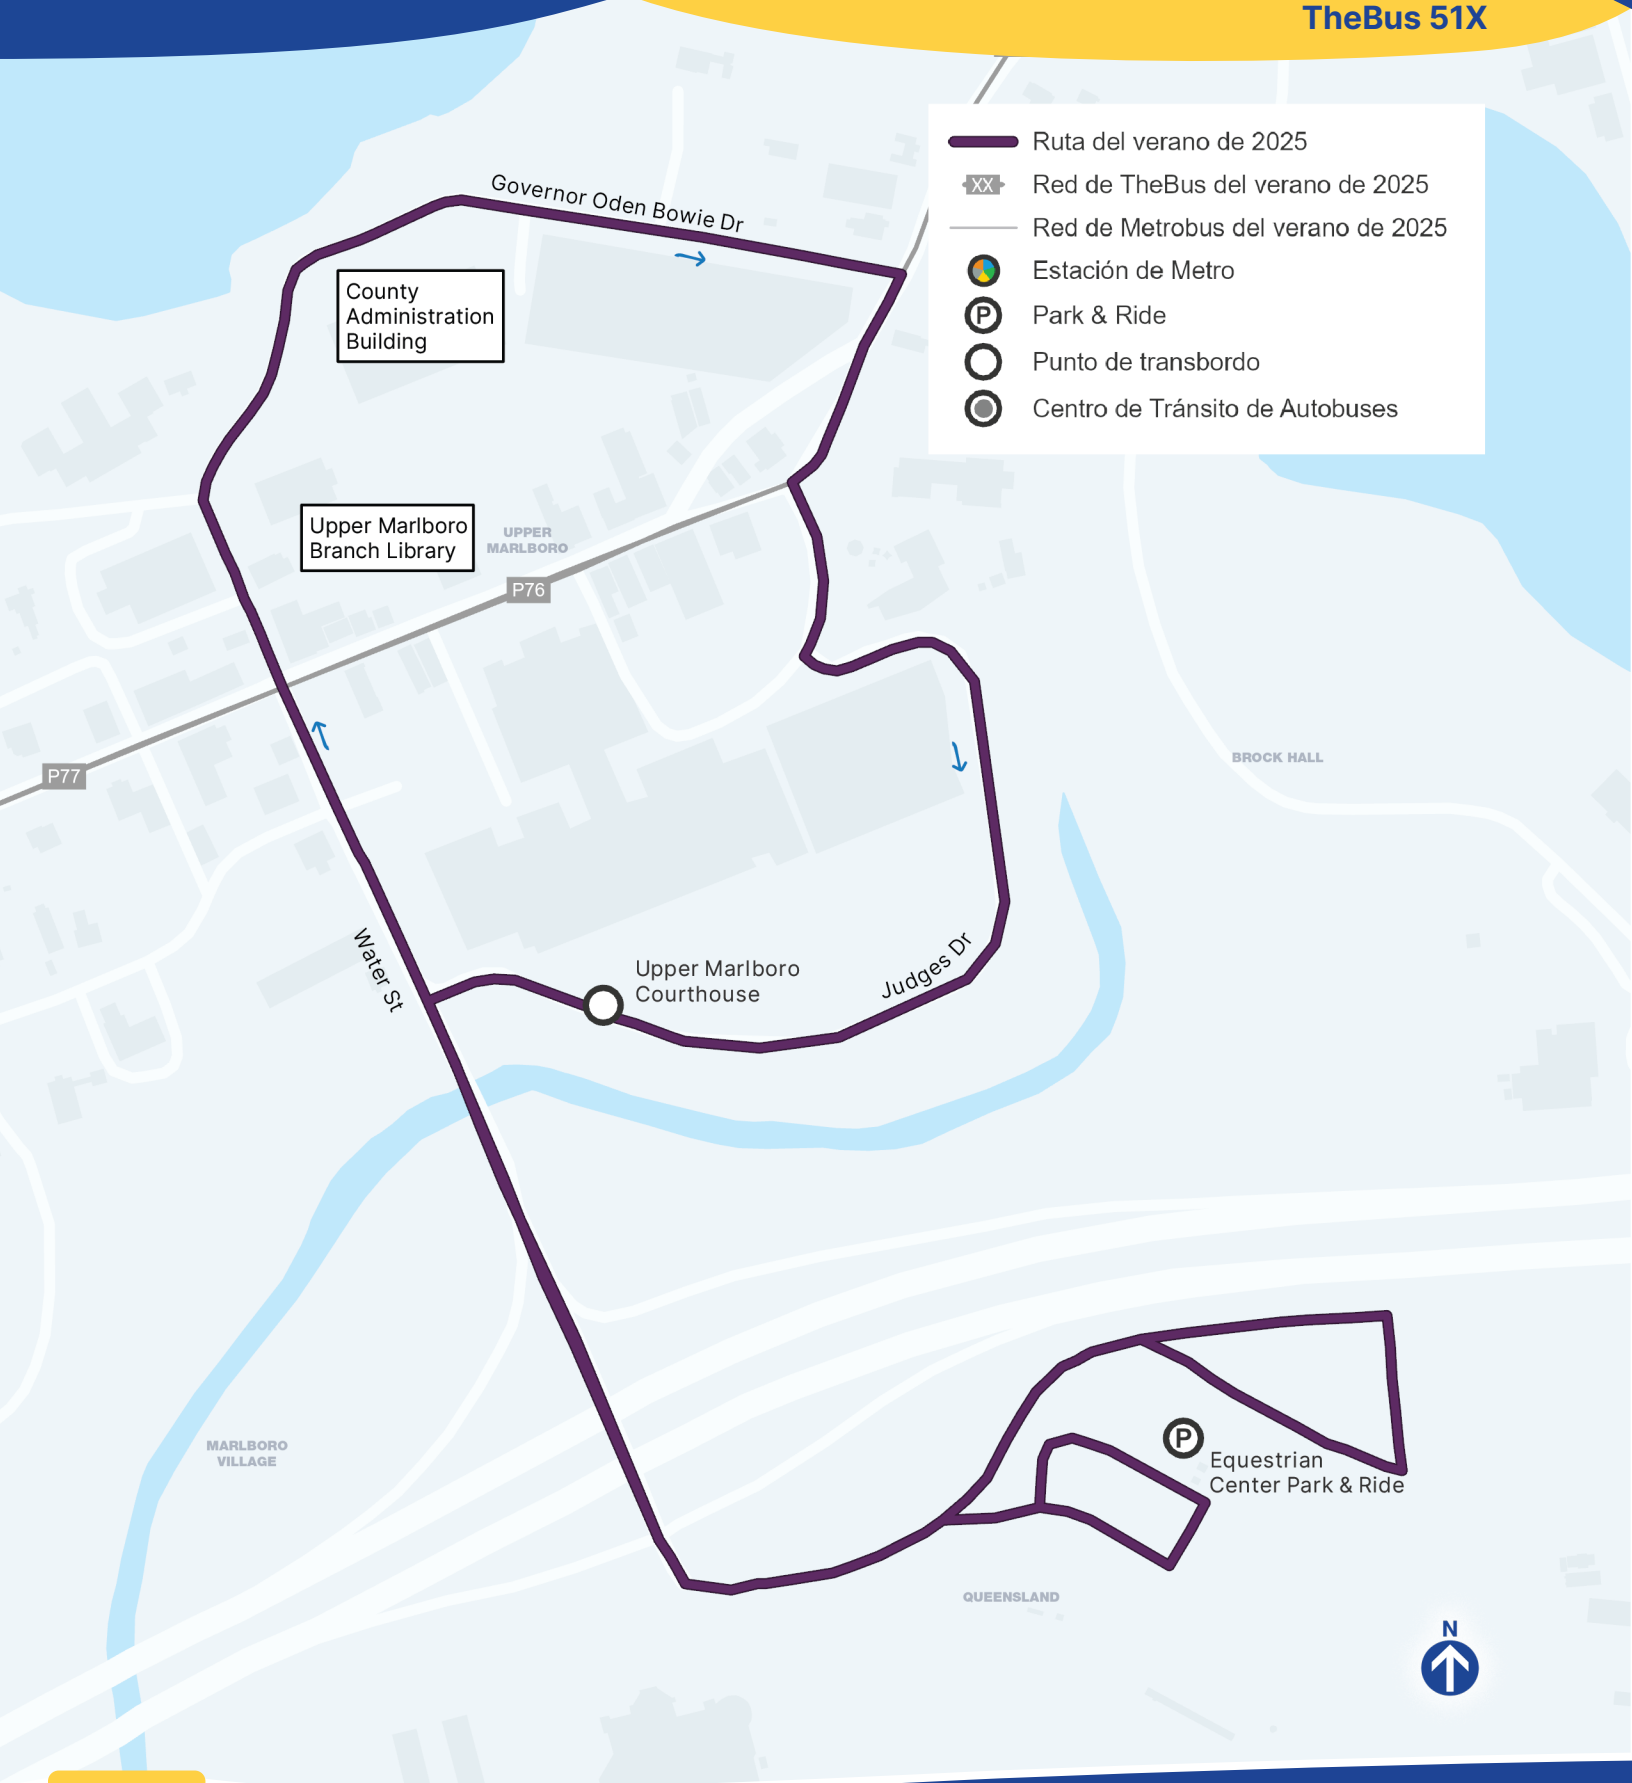 TheBus 51X
Ruta del verano de 2025
XX
Red de TheBus del verano de 2025
Red de Metrobus del verano de 2025
Estación de Metro
P
Park & Ride
Punto de transbordo
Centro de Tránsito de Autobuses
Governor Oden Bowie Dr
County
Administration
Building
Upper Marlboro
Branch Library
UPPER
MARLBORO
P76
P77
BROCK HALL
Water St
Upper Marlboro
Courthouse
Judges Dr
MARLBORO
VILLAGE
P
Equestrian
Center Park & Ride
QUEENSLAND
N